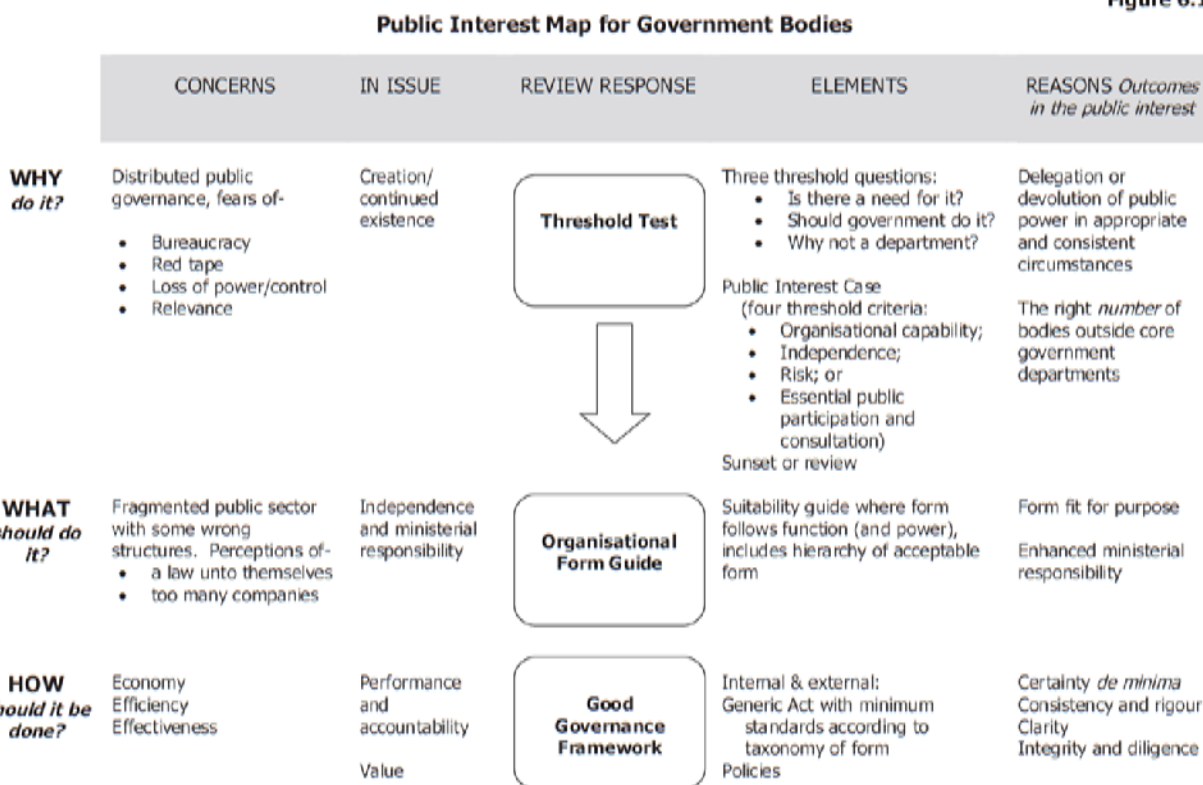 Public Interest Map for Government Bodies
CONCERNS
IN ISSUE
REVIEW RESPONSE
ELEMENTS
REASONS Outcomes
in the public interest
WHY
do it?
Distributed public
governance, fears of-
• Bureaucracy
• Red tape
• Loss of power/control
• Relevance
Creation/
continued
existence
Threshold Test
Three threshold questions:
• Is there a need for it?
• Should government do it?
• Why not a department?
Public Interest Case
(four threshold criteria:
• Organisational capability;
• Independence;
• Risk; or
• Essential public
participation and
consultation)
Sunset or review
Delegation or
devolution of public
power in appropriate
and consistent
circumstances
The right number of
bodies outside core
government
departments
WHAT
should do
it?
Fragmented public sector
with some wrong
structures. Perceptions of-
• a law unto themselves
• too many companies
Independence
and ministerial
responsibility
Organisational
Form Guide
Suitability guide where form
follows function (and power),
includes hierarchy of acceptable
form
Form fit for purpose
Enhanced ministerial
responsibility
HOW
should it be
done?
Economy
Efficiency
Effectiveness
Performance
and
accountability
Value
Good
Governance
Framework
Internal & external:
Generic Act with minimum
standards according to
taxonomy of form
Policies
Certainty de minima
Consistency and rigour
Clarity
Integrity and diligence